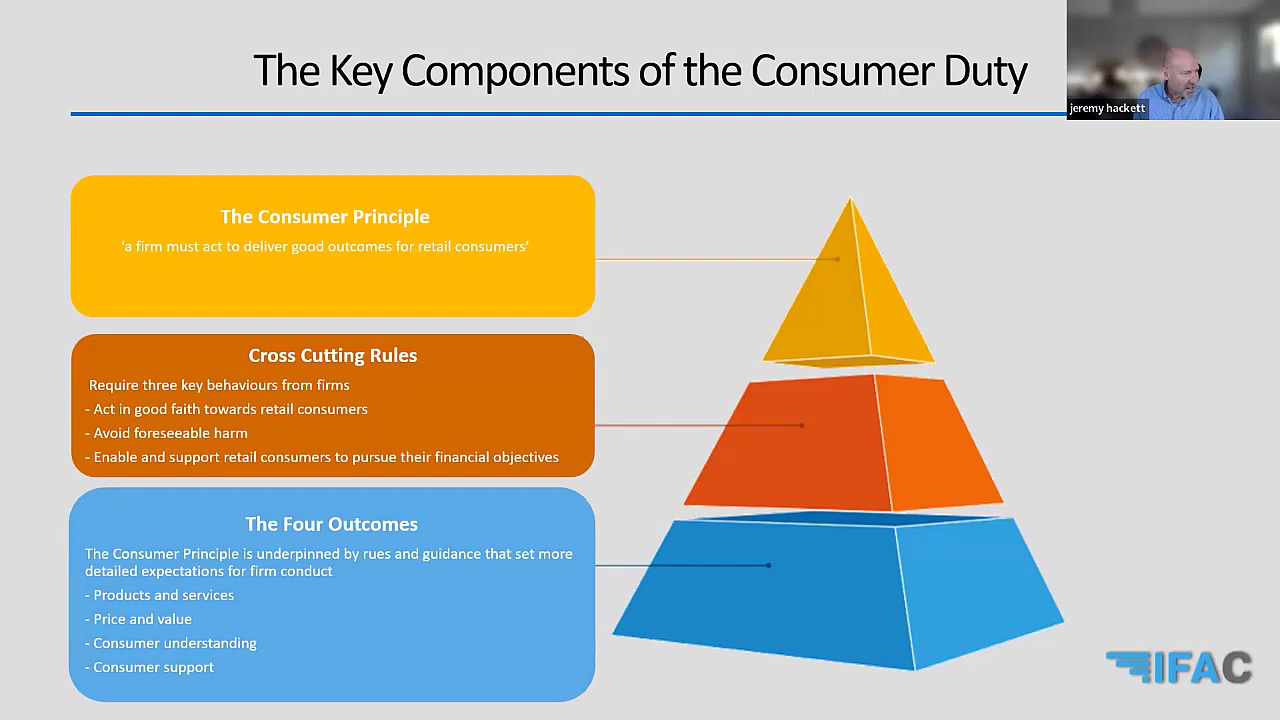 The Key Components of the Consumer Duty
jeremy hackett
The Consumer Principle
‘a firm must act to deliver good outcomes for retail consumers’
Cross Cutting Rules
Require three key behaviours from firms
- Act in good faith towards retail consumers
- Avoid foreseeable harm
- Enable and support retail consumers to pursue their financial objectives
The Four Outcomes
The Consumer Principle is underpinned by rues and guidance that set more
detailed expectations for firm conduct
- Products and services
- Price and value
- Consumer understanding
- Consumer support
IFAC